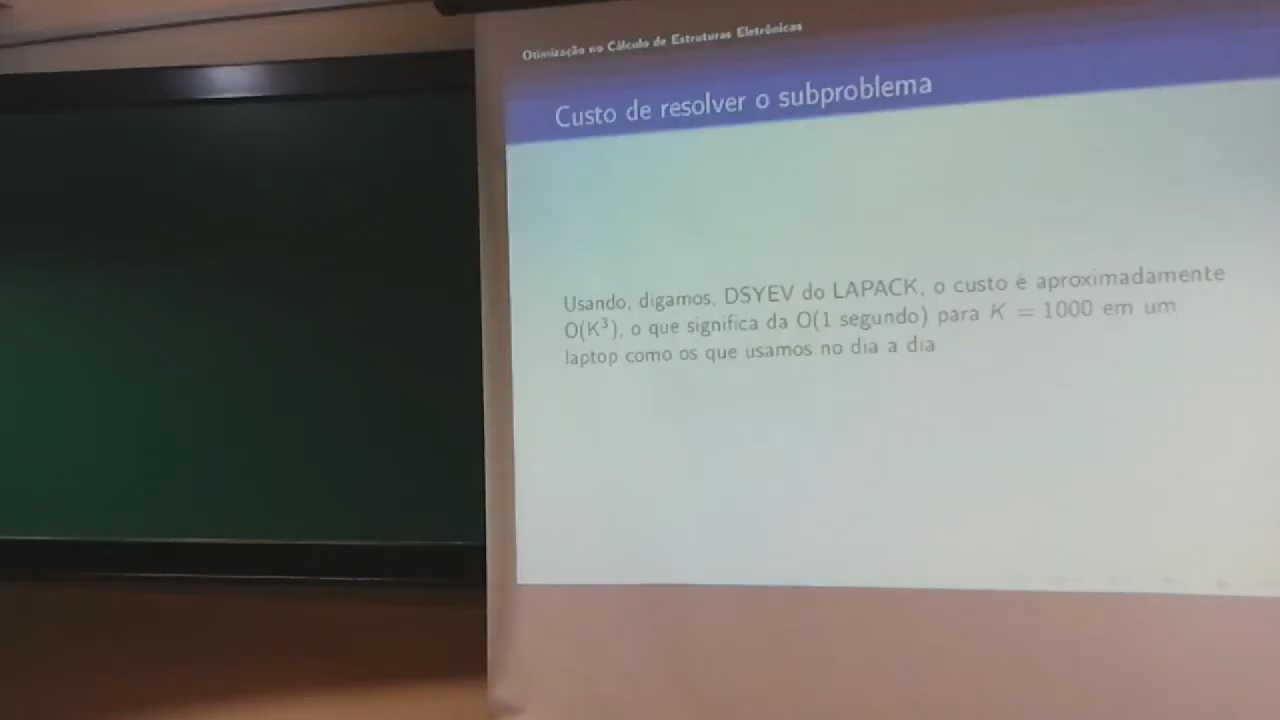 Otimização no Cálculo de Estruturas Eletrônicas
Custo de resolver o subproblema
Usando, digamos, DSYEV do LAPACK, o custo é aproximadamente
O(K³), o que significa da O(1 segundo) para K = 1000 em um
laptop como os que usamos no dia a dia